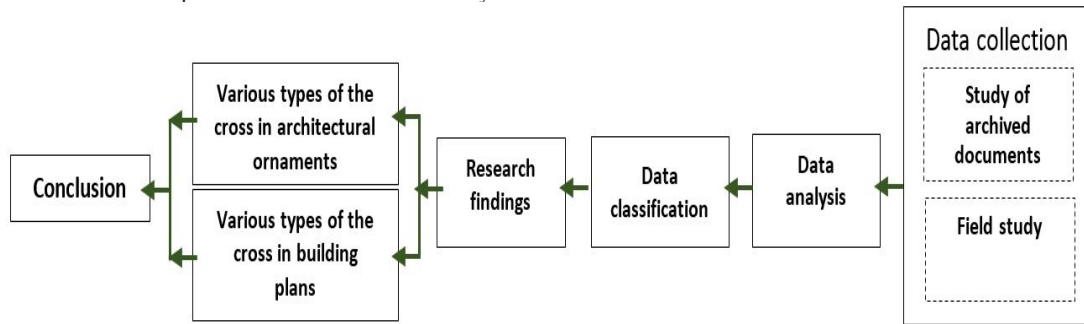 Data collection
Study of
archived
documents
Field study
Data
analysis
Data
classification
Research
findings
Various types of the
cross in architectural
ornaments
Various types of the
cross in building
plans
Conclusion